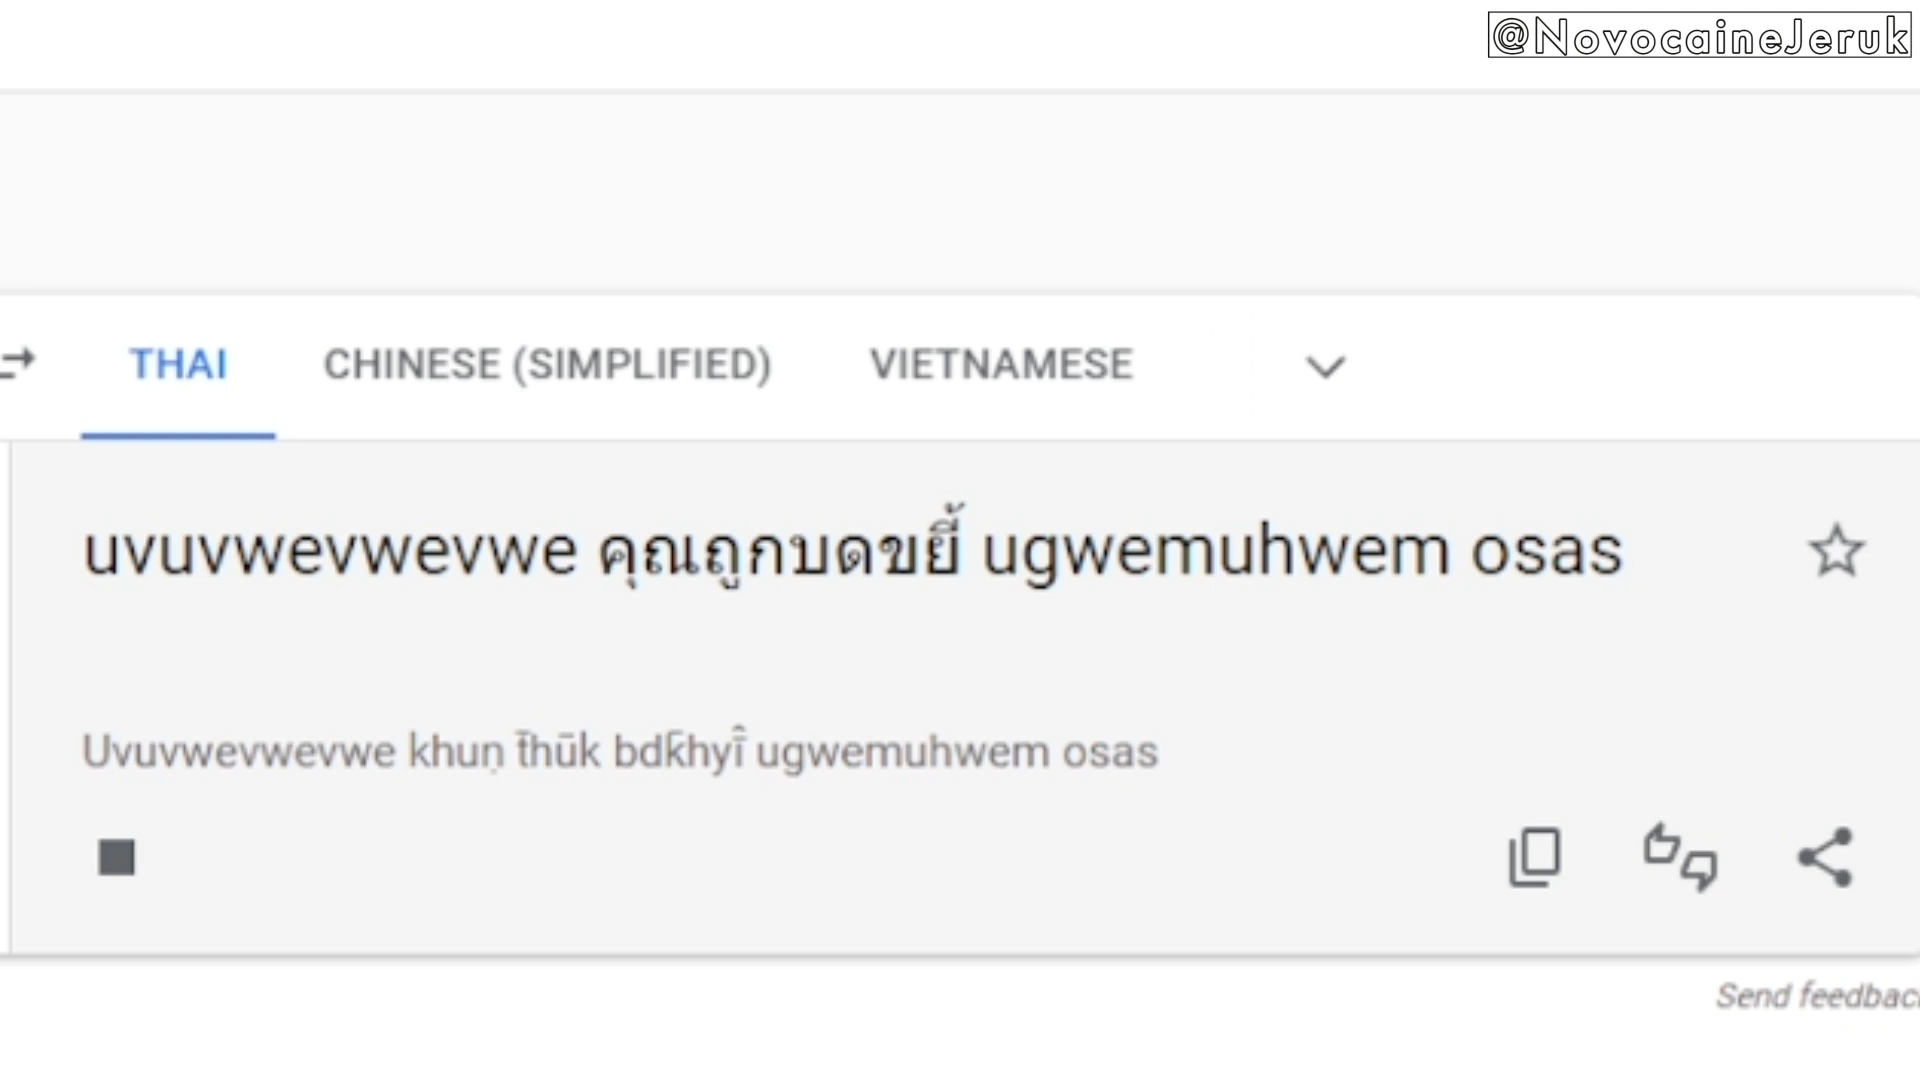 @NovocaineJeruk
THAI CHINESE (SIMPLIFIED) VIETNAMESE
uvuvwevwevwe คุณถูกบดขยี้ ugwemuhwem osas
Uvuvwevwevwe khuṇ t̄hūk bdk̄hyī̂ ugwemuhwem osas
Send feedbac